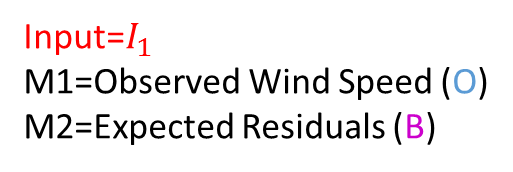 Input=I₁
M1=Observed Wind Speed (O)
M2=Expected Residuals (B)